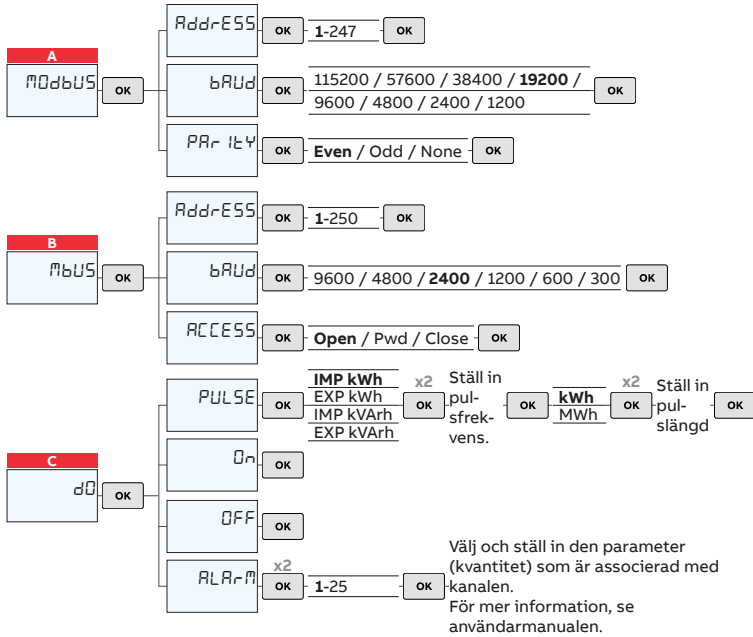 AddrESS OK 1-247 OK
A
MOdbUS OK
bAUd OK 115200 / 57600 / 38400 / 19200 /
9600 / 4800 / 2400 / 1200 OK
PArItY OK Even / Odd / None OK
AddrESS OK 1-250 OK
B
MbUS OK
bAUd OK 9600 / 4800 / 2400 / 1200 / 600 / 300 OK
ACCESS OK Open / Pwd / Close OK
PULSE OK
IMP kWh
EXP kWh
IMP kVArh
EXP kVArh
x2
OK
Ställ in
pul-
sfrek-
vens.
OK
kWh
MWh
x2
OK
Ställ in
pul-
slängd
OK
C
dO OK
On OK
OFF OK
ALArM
x2
OK 1-25 OK
Välj och ställ in den parameter
(kvantitet) som är associerad med
kanalen.
För mer information, se
användarmanualen.